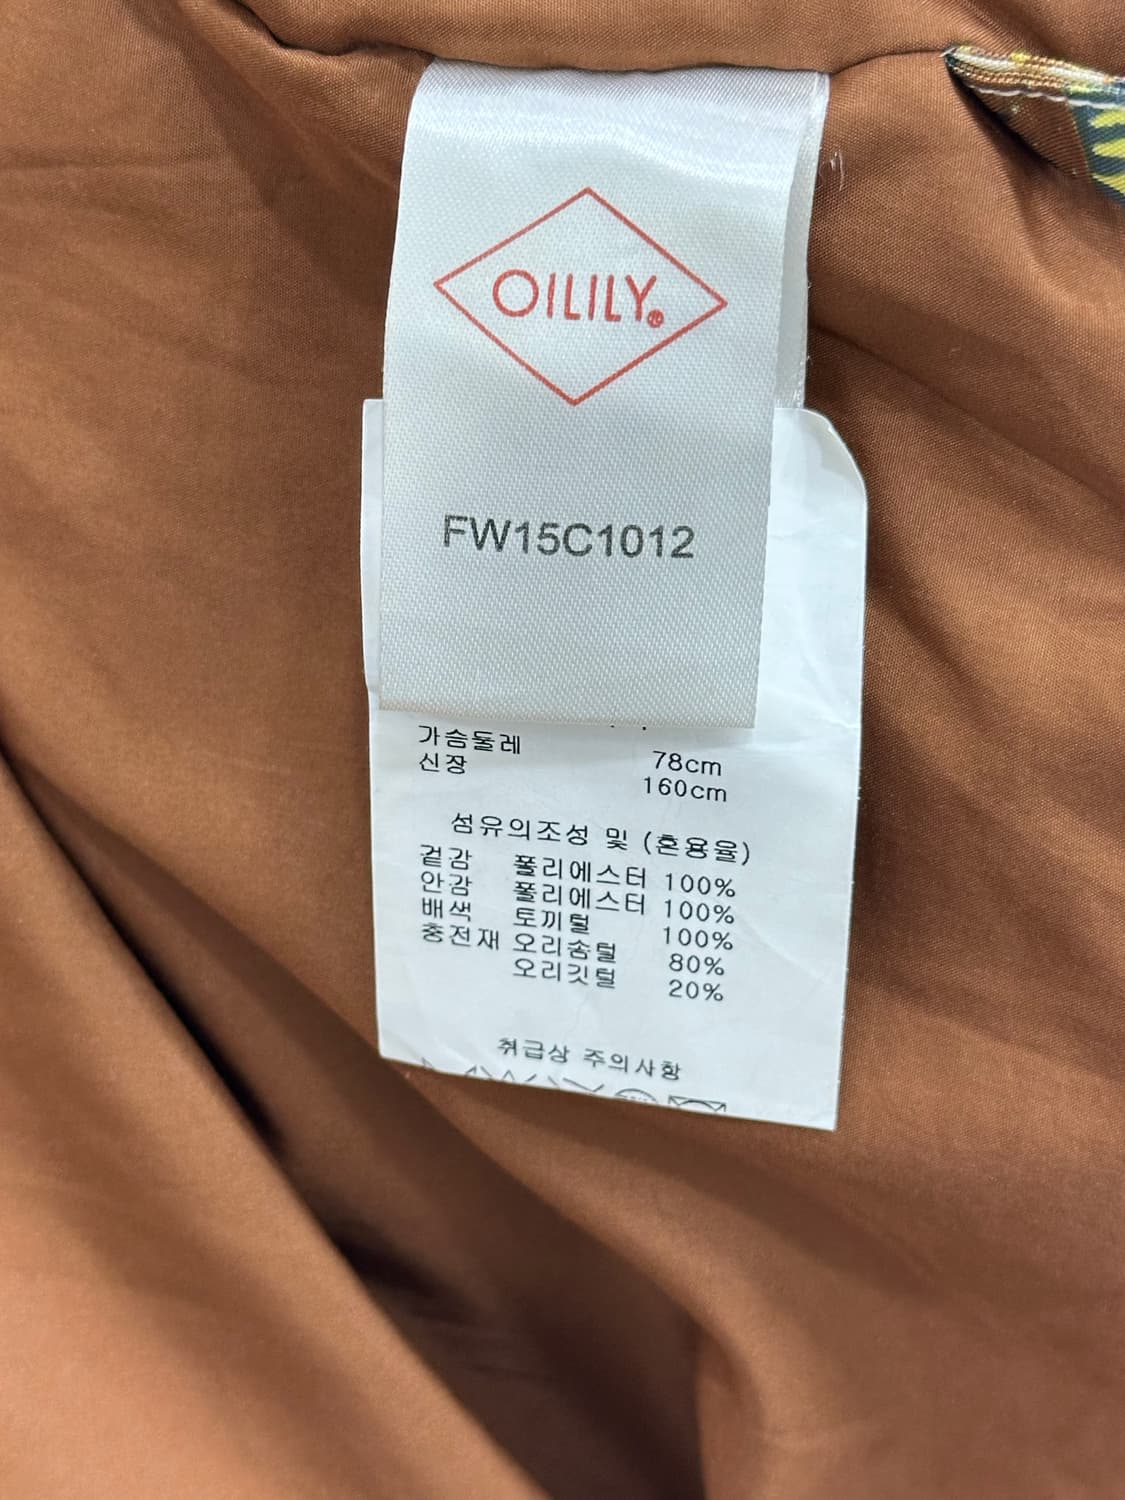 OILILY®
FW15C1012
가슴둘레 78cm
신장 160cm
섬유의조성 및 (혼용율)
겉감 폴리에스터 100%
안감 폴리에스터 100%
배색 토끼털 100%
충전재 오리솜털 80%
오리깃털 20%
취급상 주의사항